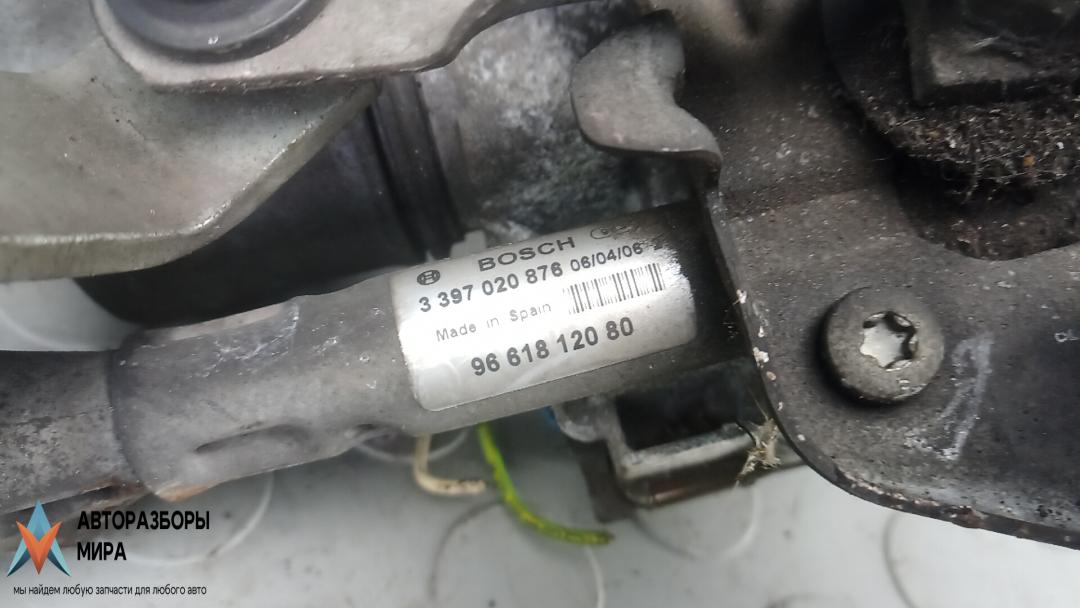 BOSCH
3 397 020 876 06/04/06
Made in Spain
96 618 120 80
АВТОРАЗБОРЫ
МИРА
мы найдем любую запчасти для любого авто